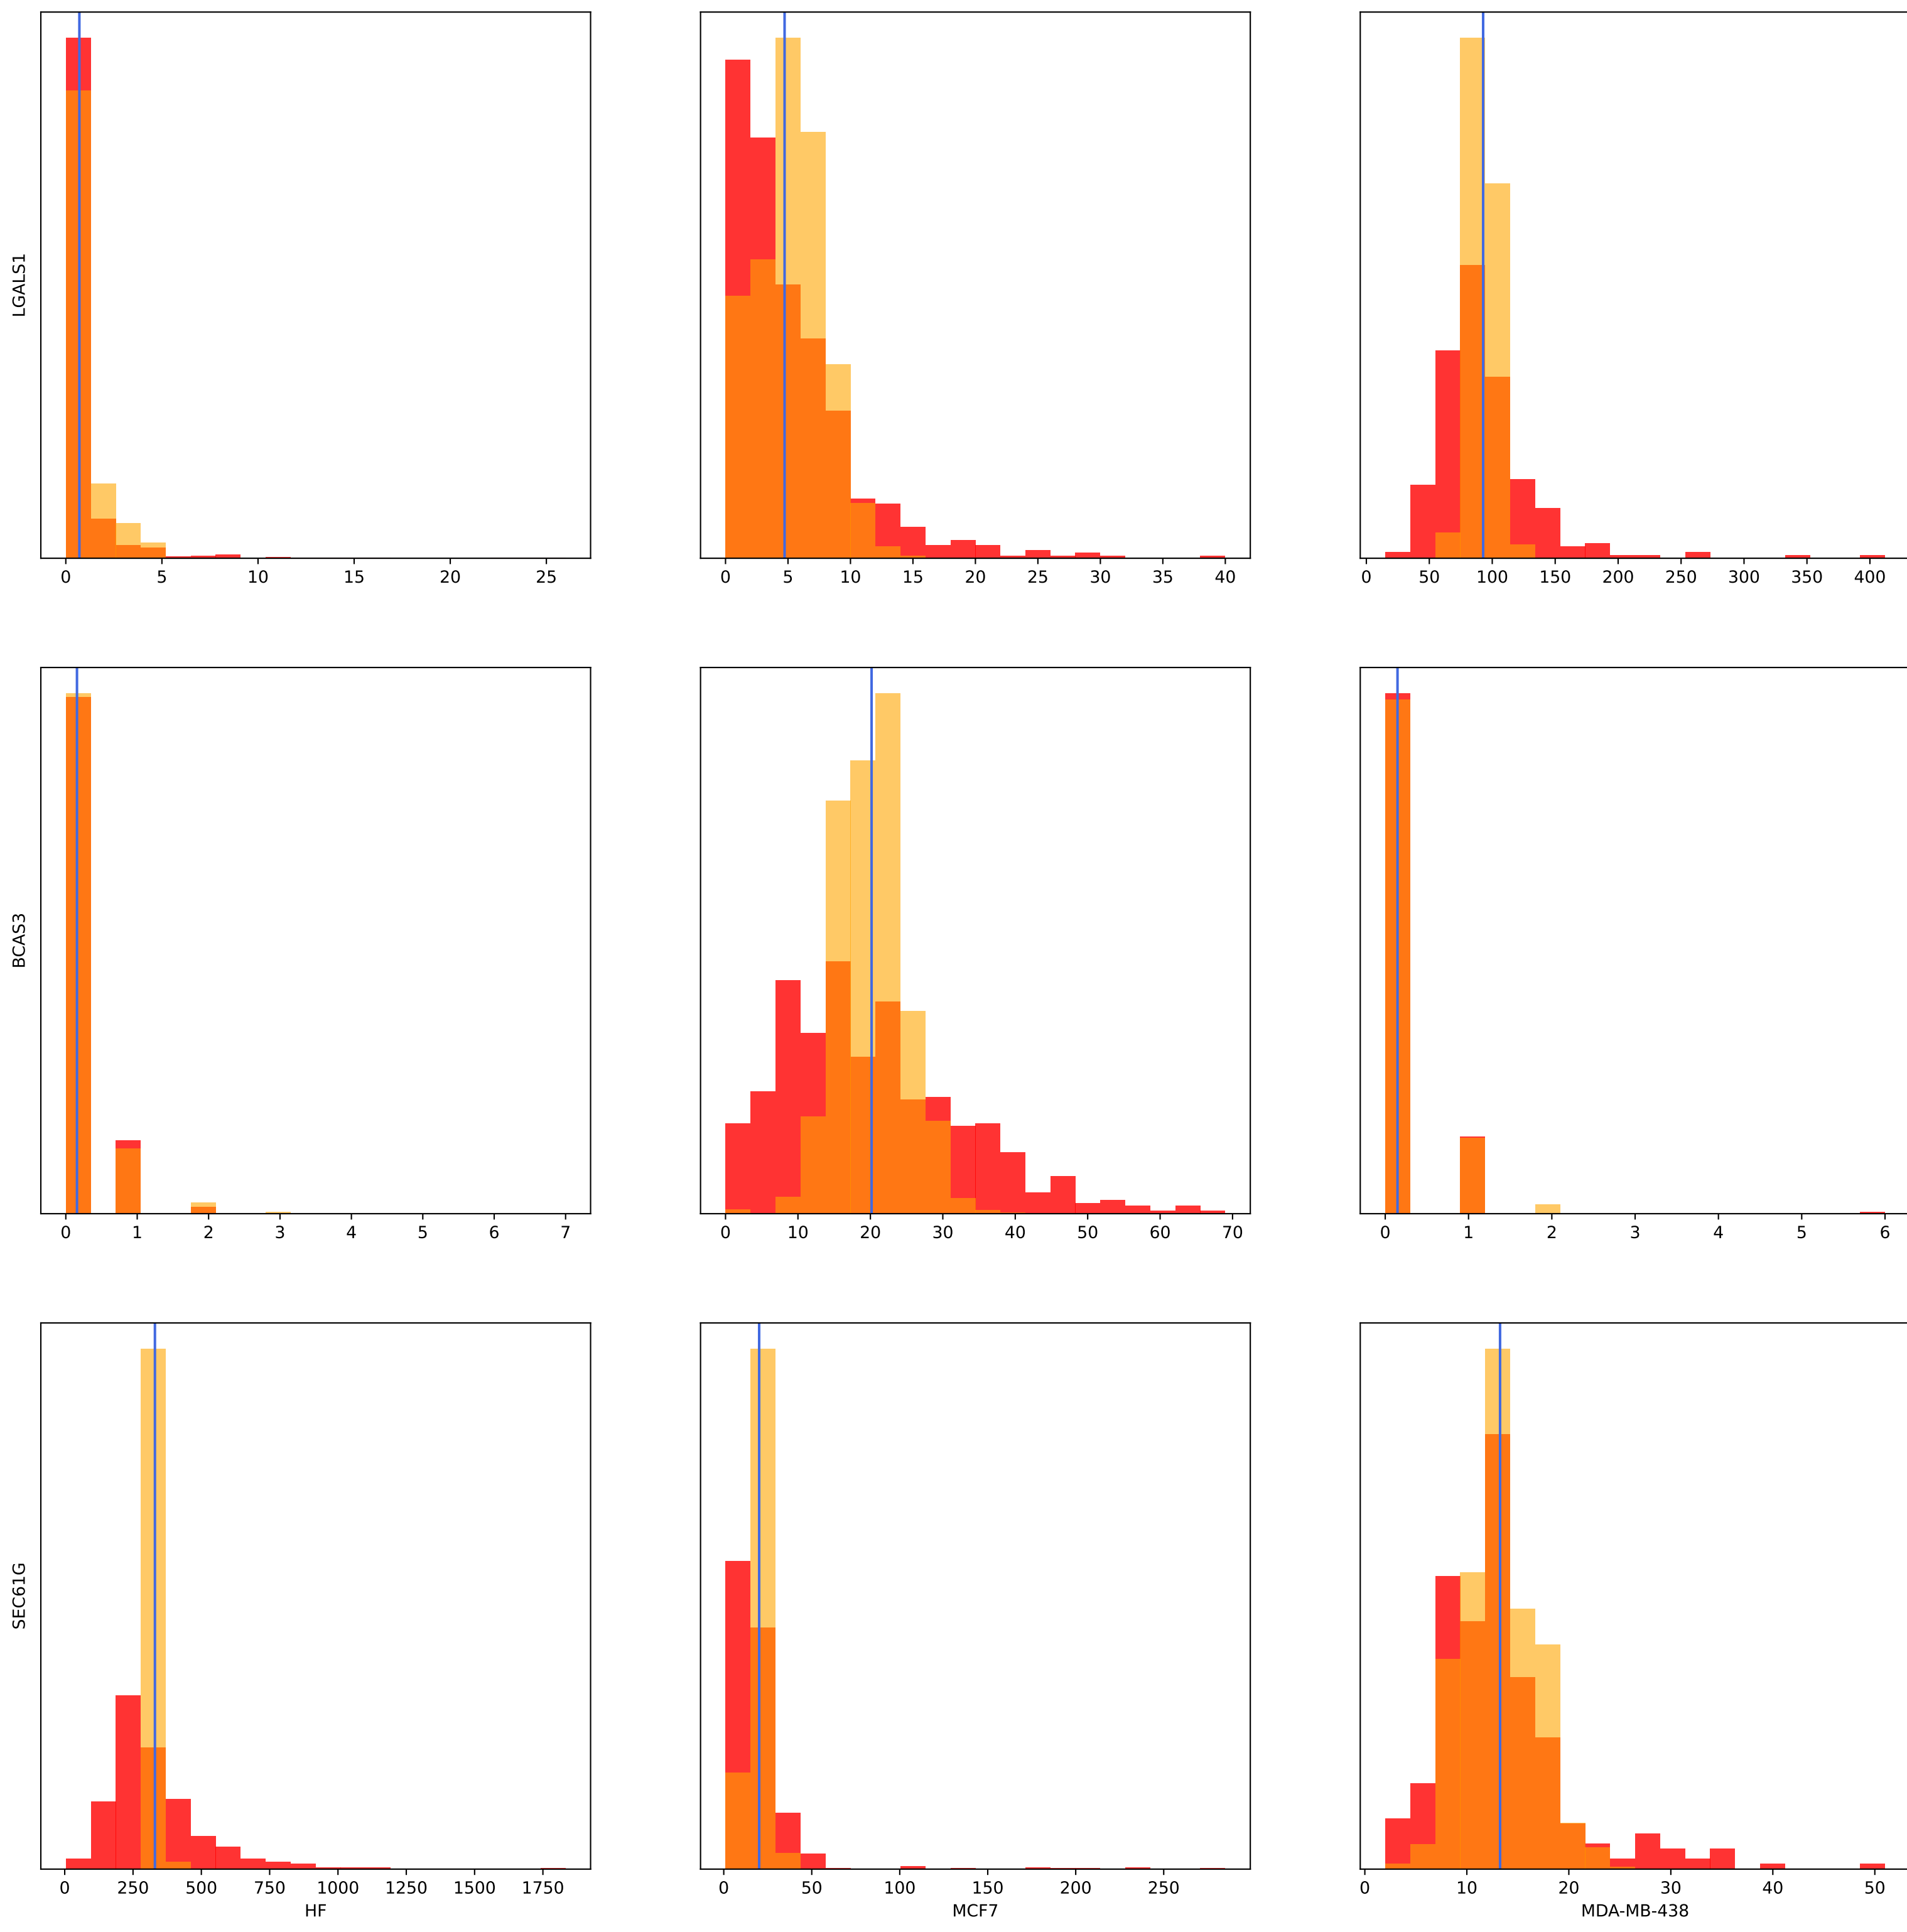 LGALS1
0 5 10 15 20 25
0 5 10 15 20 25 30 35 40
0 50 100 150 200 250 300 350 400
BCAS3
0 1 2 3 4 5 6 7
0 10 20 30 40 50 60 70
0 1 2 3 4 5 6
SEC61G
0 250 500 750 1000 1250 1500 1750
HF
0 50 100 150 200 250
MCF7
0 10 20 30 40 50
MDA-MB-438